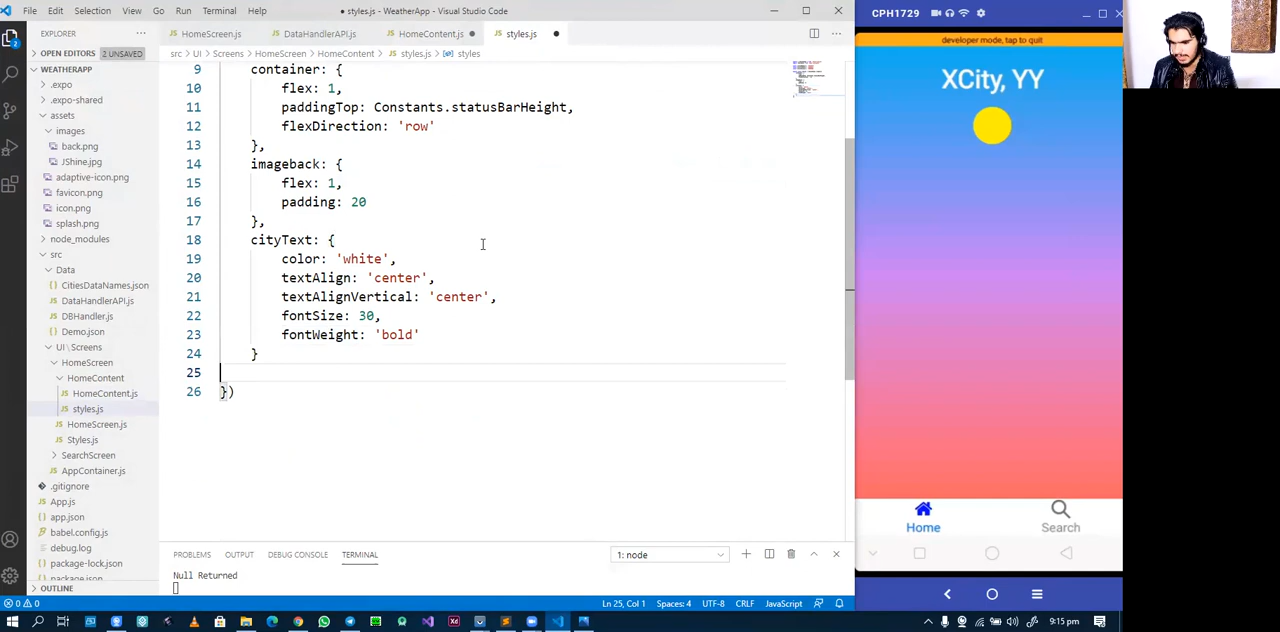 File Edit Selection View Go Run Terminal Help
styles.js - WeatherApp - Visual Studio Code
CPH1729
EXPLORER
HomeScreen.js DataHandlerAPI.js HomeContent.js styles.js
OPEN EDITORS 2 UNSAVED
src > UI > Screens > HomeScreen > HomeContent > styles.js > styles
WEATHERAPP
.expo
.expo-shared
assets
images
back.png
JShine.jpg
adaptive-icon.png
favicon.png
icon.png
splash.png
node_modules
src
Data
CitiesDataNames.js
DataHandlerAPI.js
DBHandler.js
Demo.json
UI\Screens
HomeScreen
HomeContent
HomeContent.js
styles.js
HomeScreen.js
Styles.js
SearchScreen
AppContainer.js
.gitignore
App.js
app.json
babel.config.js
debug.log
package-lock.json
package.json
OUTLINE
9 container: {
10 flex: 1,
11 paddingTop: Constants.statusBarHeight,
12 flexDirection: 'row'
13 },
14 imageback: {
15 flex: 1,
16 padding: 20
17 },
18 cityText: {
19 color: 'white',
20 textAlign: 'center',
21 textAlignVertical: 'center',
22 fontSize: 30,
23 fontWeight: 'bold'
24 }
25
26 })
PROBLEMS OUTPUT DEBUG CONSOLE TERMINAL
1: node
Null Returned
0 0
Ln 25, Col 1 Spaces: 4 UTF-8 CRLF JavaScript
developer mode, tap to quit
XCity, YY
Home Search
9:15 pm